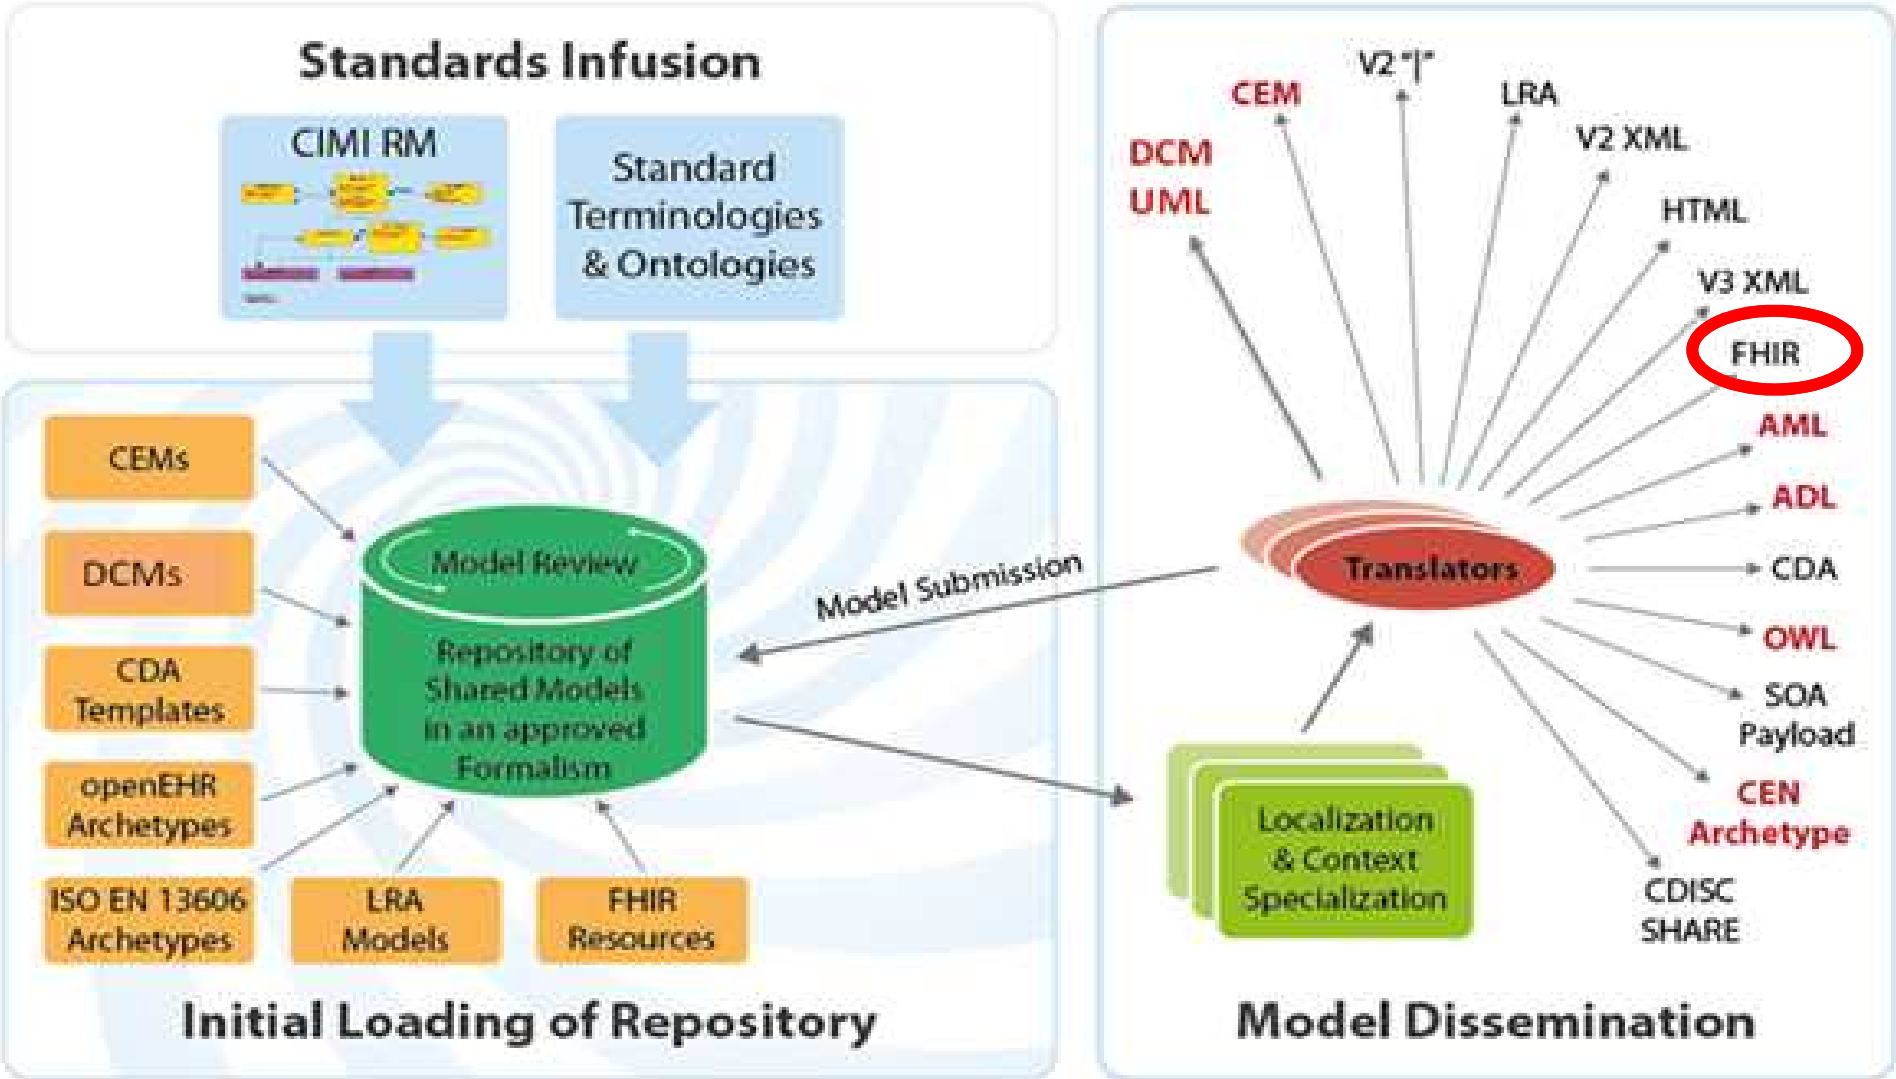 Standards Infusion
CIMI RM
Standard
Terminologies
& Ontologies
CEMs
DCMs
CDA
Templates
openEHR
Archetypes
ISO EN 13606
Archetypes
LRA
Models
FHIR
Resources
Model Review
Repository of
Shared Models
in an approved
Formalism
Initial Loading of Repository
Model Submission
DCM
UML
CEM
V2 "|"
LRA
V2 XML
HTML
V3 XML
FHIR
AML
ADL
CDA
OWL
SOA
Payload
CEN
Archetype
CDISC
SHARE
Translators
Localization
& Context
Specialization
Model Dissemination